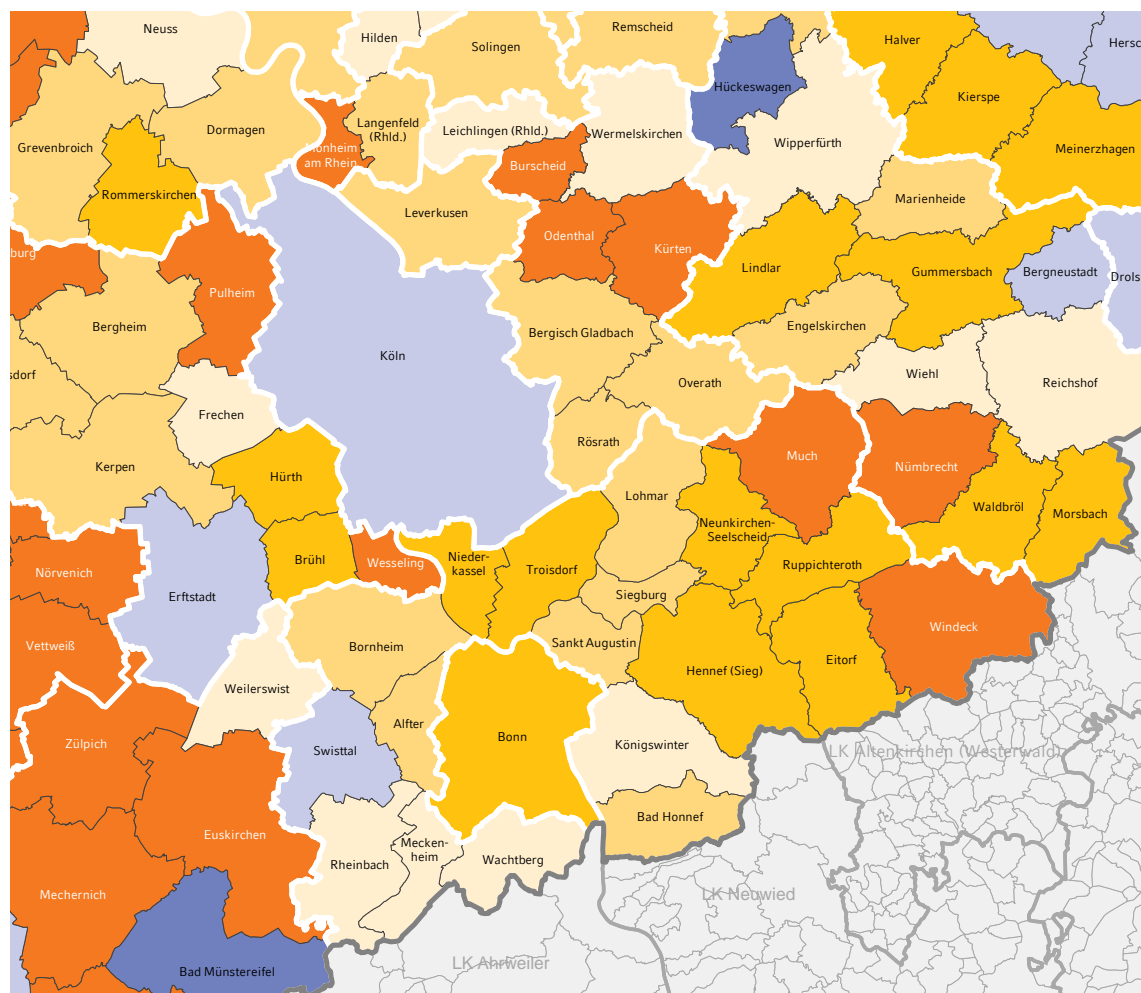 Neuss
Hilden
Solingen
Remscheid
Halver
Hersc
Hückeswagen
Kierspe
Grevenbroich
Dormagen
Langenfeld
(Rhld.)
Leichlingen (Rhld.)
Wermelskirchen
Wipperfürth
Meinerzhagen
onheim
am Rhein
Burscheid
Rommerskirchen
Leverkusen
Marienheide
burg
Odenthal
Kürten
Lindlar
Gummersbach
Bergneustadt
Drols
Pulheim
Bergheim
Bergisch Gladbach
Engelskirchen
Köln
sdorf
Overath
Wiehl
Reichshof
Frechen
Rösrath
Kerpen
Hürth
Much
Nümbrecht
Lohmar
Waldbröl
Morsbach
Neunkirchen-
Seelscheid
Nörvenich
Brühl
Wesseling
Nieder-
kassel
Troisdorf
Ruppichteroth
Erftstadt
Siegburg
Windeck
Vettweiß
Bornheim
Sankt Augustin
Hennef (Sieg)
Eitorf
Weilerswist
Alfter
Zülpich
Swisttal
Bonn
Königswinter
LK Altenkirchen (Westerwald)
Bad Honnef
Euskirchen
Rheinbach
Mecken-
heim
Wachtberg
Mechernich
LK Neuwied
Bad Münstereifel
LK Ahrweiler